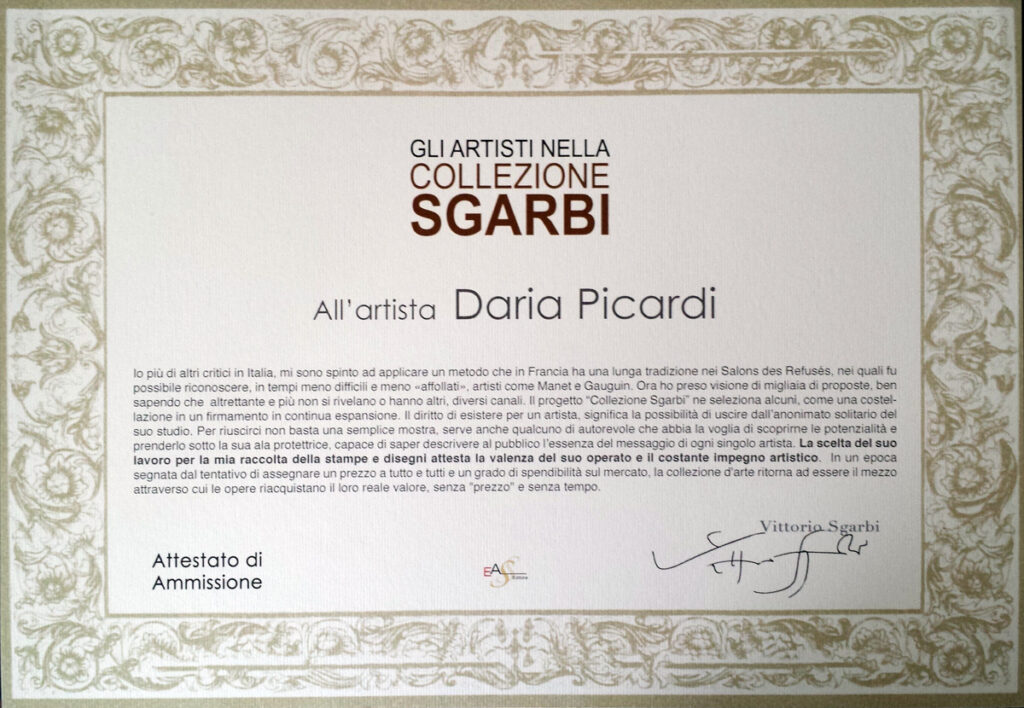 GLI ARTISTI NELLA
COLLEZIONE
SGARBI
All'artista Daria Picardi
Io più di altri critici in Italia, mi sono spinto ad applicare un metodo che in Francia ha una lunga tradizione nei Salons des Refusés, nei quali fu
possibile riconoscere, in tempi meno difficili e meno «affollati», artisti come Manet e Gauguin. Ora ho preso visione di migliaia di proposte, ben
sapendo che altrettante e più non si rivelano o hanno altri, diversi canali. Il progetto "Collezione Sgarbi" ne seleziona alcuni, come una costel-
lazione in un firmamento in continua espansione. Il diritto di esistere per un artista, significa la possibilità di uscire dall'anonimato solitario del
suo studio. Per riuscirci non basta una semplice mostra, serve anche qualcuno di autorevole che abbia la voglia di scoprirne le potenzialità e
prenderlo sotto la sua ala protettrice, capace di saper descrivere al pubblico l'essenza del messaggio di ogni singolo artista. La scelta del suo
lavoro per la mia raccolta della stampe e disegni attesta la valenza del suo operato e il costante impegno artistico. In un epoca
segnata dal tentativo di assegnare un prezzo a tutto e tutti e un grado di spendibilità sul mercato, la collezione d'arte ritorna ad essere il mezzo
attraverso cui le opere riacquistano il loro reale valore, senza "prezzo" e senza tempo.
Vittorio Sgarbi
Attestato di
Ammissione
EAS
Editore